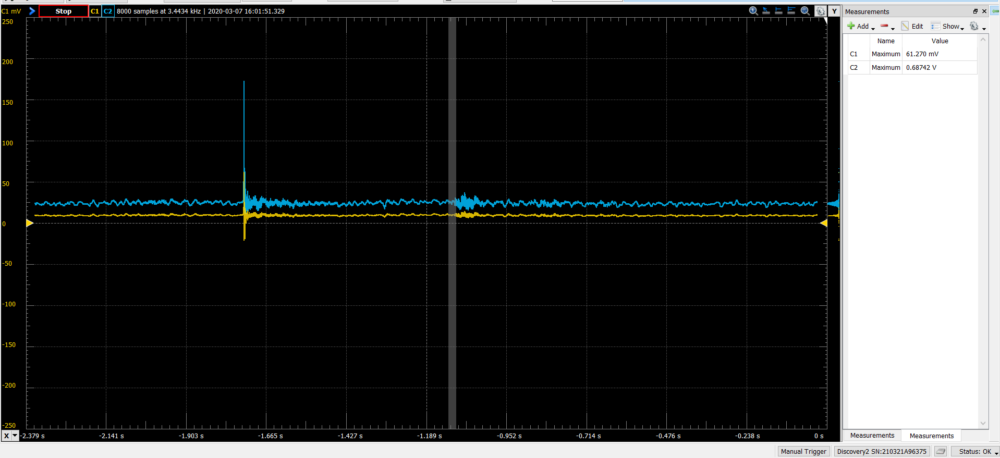 C1 mV
Stop
C1 C2 8000 samples at 3.4434 kHz | 2020-03-07 16:01:51.329
Y
250
200
150
100
50
0
-50
-100
-150
-200
-250
X
-2.379 s -2.141 s -1.903 s -1.665 s -1.427 s -1.189 s -0.952 s -0.714 s -0.476 s -0.238 s 0 s
Measurements
Add Edit Show
Name Value
C1 Maximum 61.270 mV
C2 Maximum 0.68742 V
Measurements Measurements
Manual Trigger Discovery2 SN:210321A96375 Status: OK